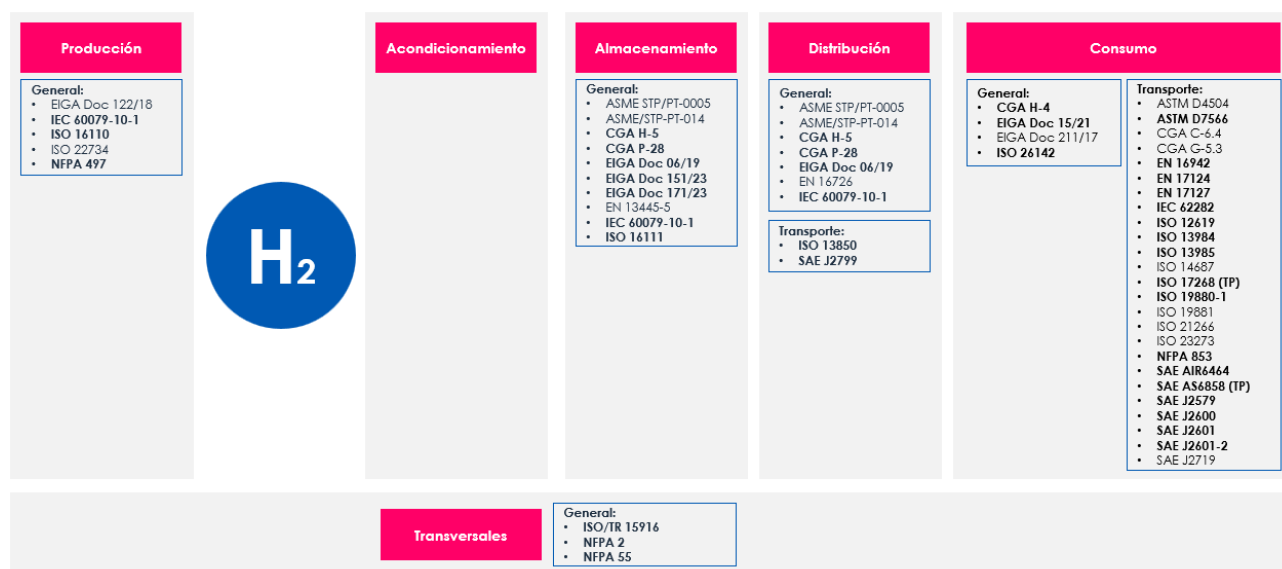 Producción
General:
• EIGA Doc 122/18
• IEC 60079-10-1
• ISO 16110
• ISO 22734
• NFPA 497
H2
Acondicionamiento
Almacenamiento
General:
• ASME STP/PT-0005
• ASME/STP-PT-014
• CGA H-5
• CGA P-28
• EIGA Doc 06/19
• EIGA Doc 151/23
• EIGA Doc 171/23
• EN 13445-5
• IEC 60079-10-1
• ISO 16111
Distribución
General:
• ASME STP/PT-0005
• ASME/STP-PT-014
• CGA H-5
• CGA P-28
• EIGA Doc 06/19
• EN 16726
• IEC 60079-10-1
Transporte:
• ISO 13850
• SAE J2799
Consumo
General:
• CGA H-4
• EIGA Doc 15/21
• EIGA Doc 211/17
• ISO 26142
Transporte:
• ASTM D4504
• ASTM D7566
• CGA C-6.4
• CGA G-5.3
• EN 16942
• EN 17124
• EN 17127
• IEC 62282
• ISO 12619
• ISO 13984
• ISO 13985
• ISO 14687
• ISO 17268 (TP)
• ISO 19880-1
• ISO 19881
• ISO 21266
• ISO 23273
• NFPA 853
• SAE AIR6464
• SAE AS6858 (TP)
• SAE J2579
• SAE J2600
• SAE J2601
• SAE J2601-2
• SAE J2719
Transversales
General:
• ISO/TR 15916
• NFPA 2
• NFPA 55